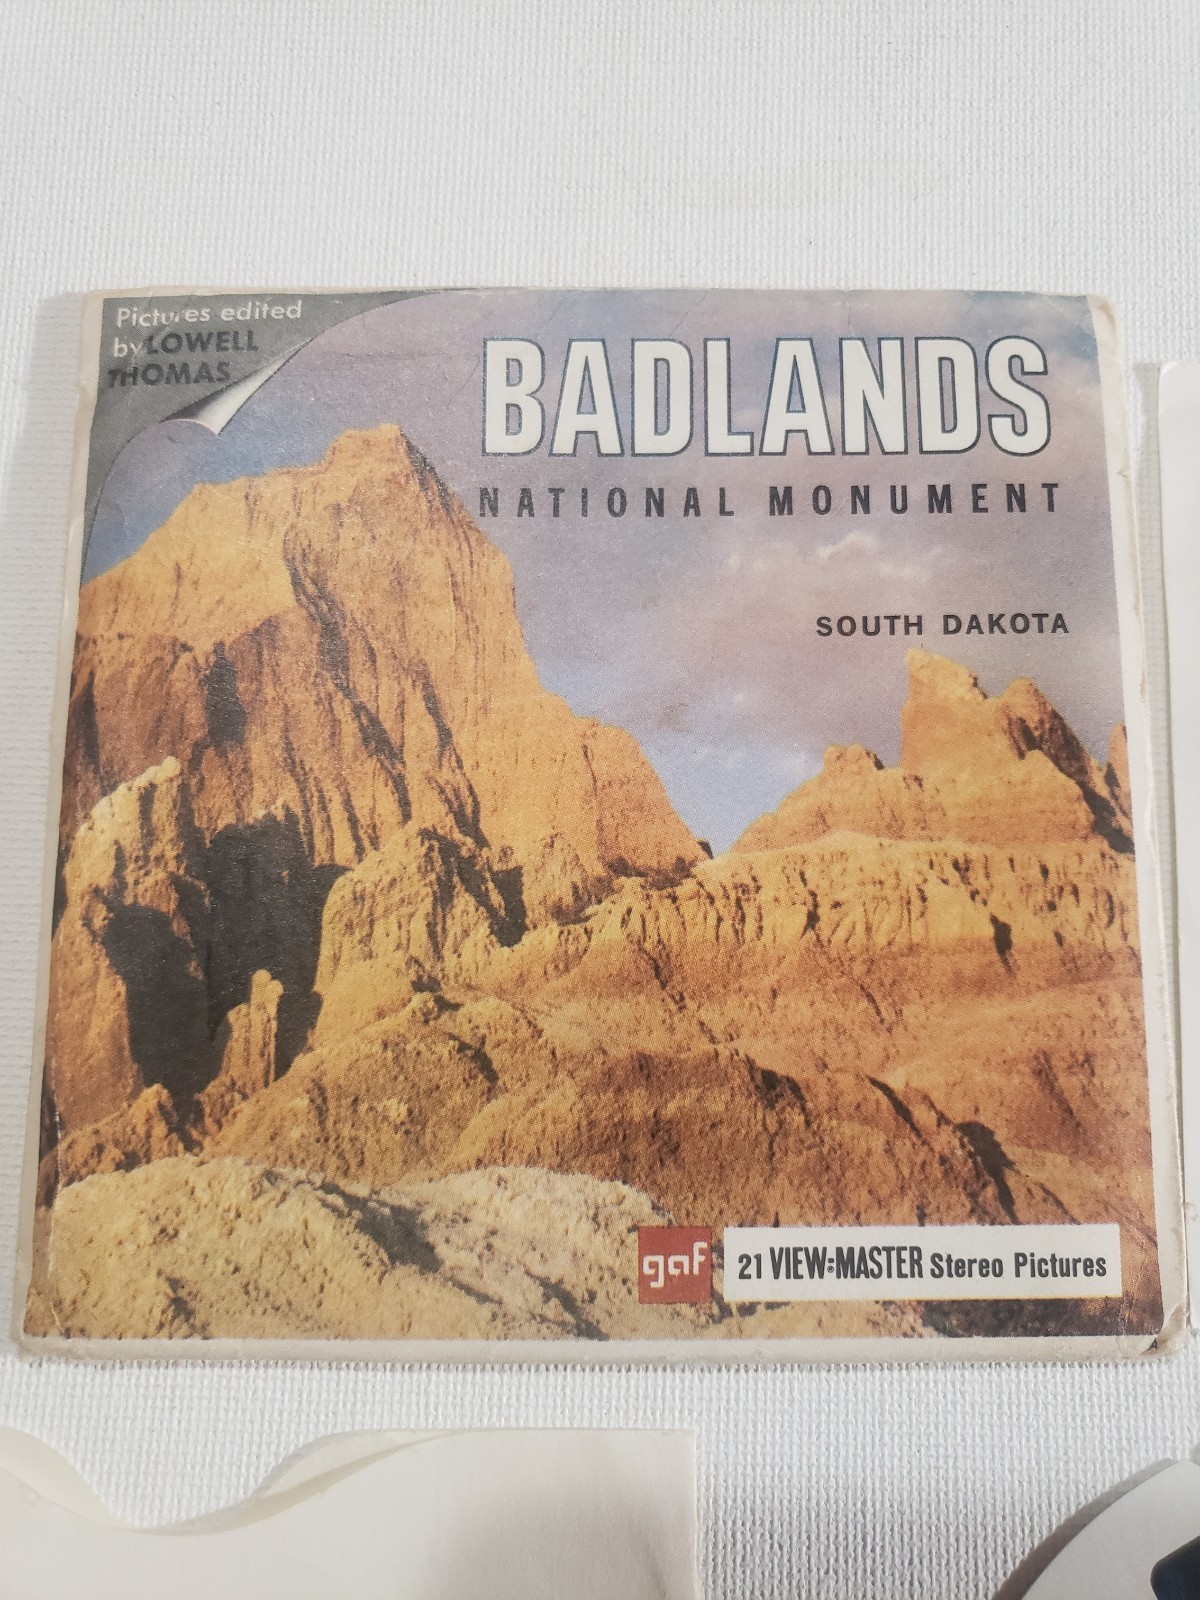 Pictures edited
by LOWELL
THOMAS
BADLANDS
NATIONAL MONUMENT
SOUTH DAKOTA
gaf
21 VIEW-MASTER Stereo Pictures
A